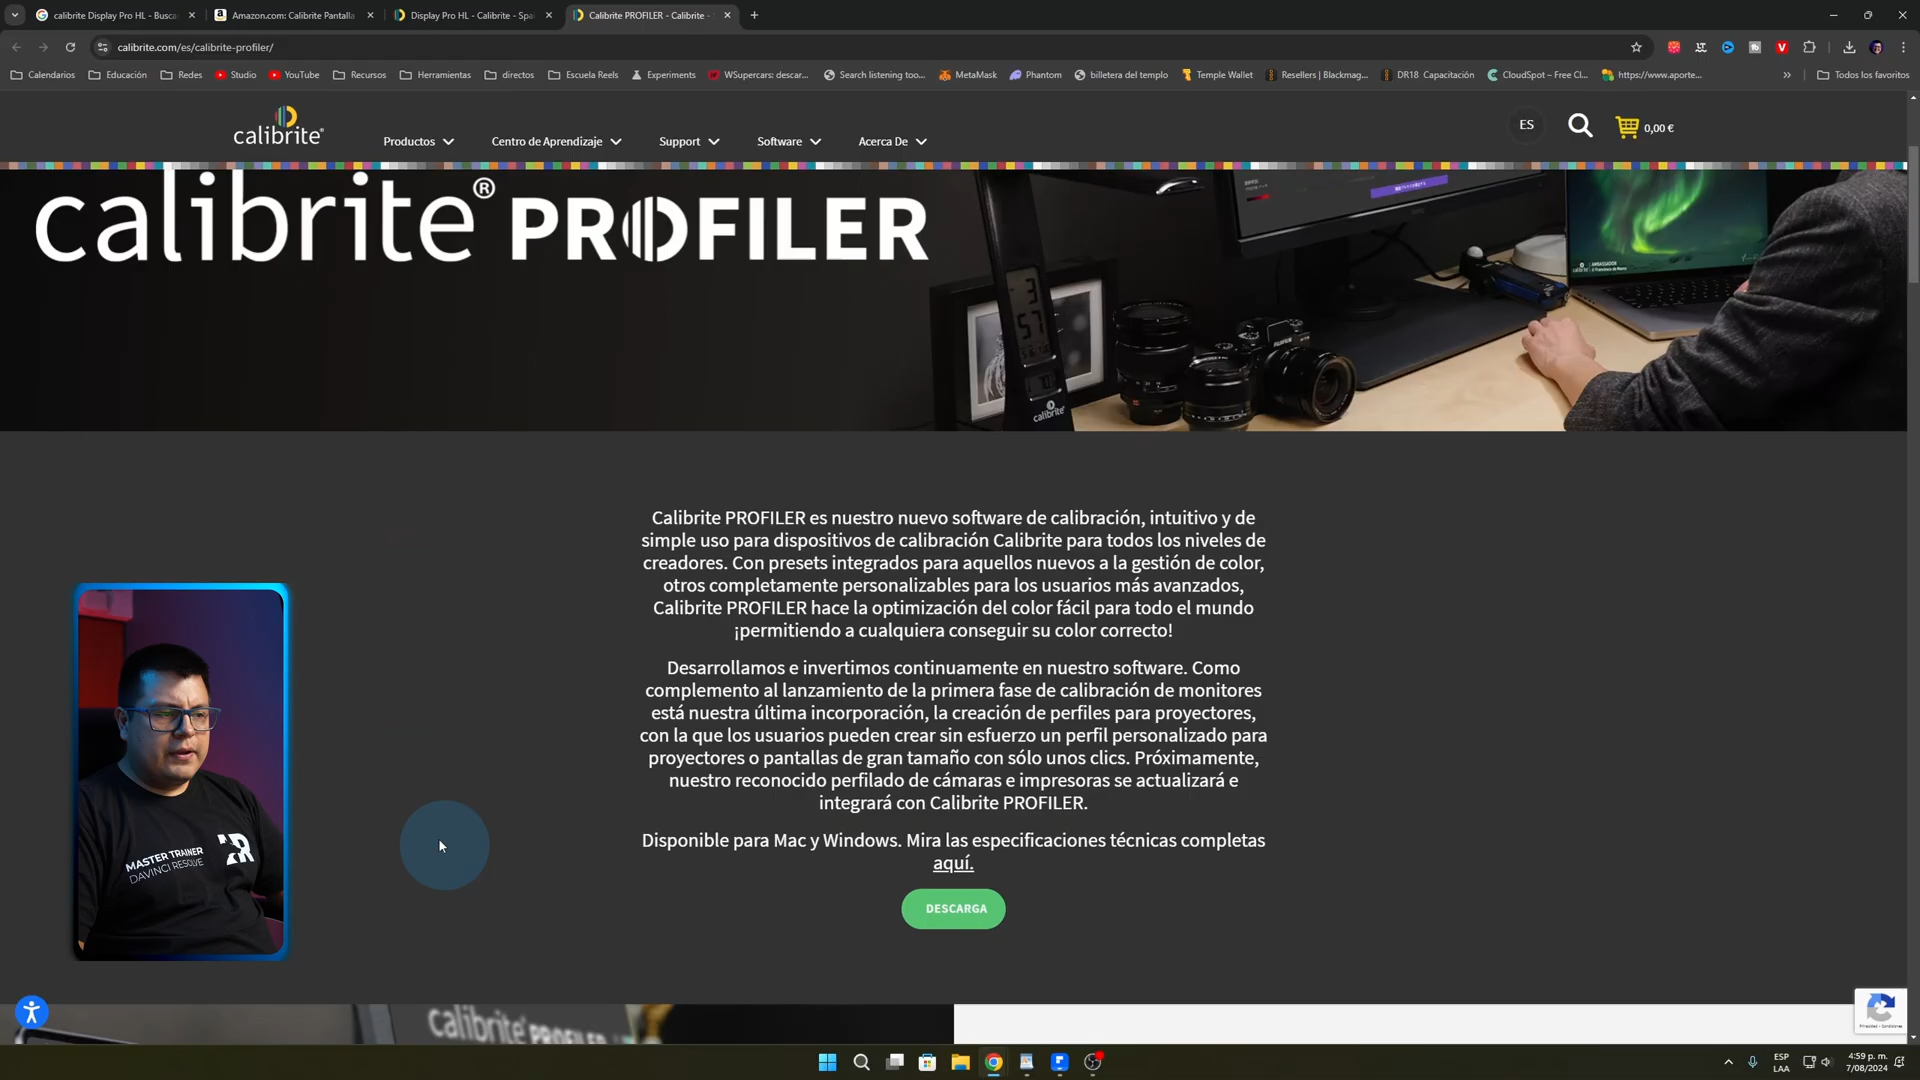 calibrite Display Pro HL - Busca
Amazon.com: Calibrite Pantalla
Display Pro HL - Calibrite - Spa
Calibrite PROFILER - Calibrite -
calibrite.com/es/calibrite-profiler/
Calendarios
Educación
Redes
Studio
YouTube
Recursos
Herramientas
directos
Escuela Reels
Experiments
WSupercars: descar...
Search listening too...
MetaMask
Phantom
billetera del templo
Temple Wallet
Resellers | Blackmag...
DR18 Capacitación
CloudSpot – Free Cl...
https://www.aporte...
Todos los favoritos
calibrite
Productos
Centro de Aprendizaje
Support
Software
Acerca De
ES
0,00 €
calibrite® PROFILER
calibrite
Calibrite PROFILER es nuestro nuevo software de calibración, intuitivo y de
simple uso para dispositivos de calibración Calibrite para todos los niveles de
creadores. Con presets integrados para aquellos nuevos a la gestión de color,
otros completamente personalizables para los usuarios más avanzados,
Calibrite PROFILER hace la optimización del color fácil para todo el mundo
¡permitiendo a cualquiera conseguir su color correcto!
Desarrollamos e invertimos continuamente en nuestro software. Como
complemento al lanzamiento de la primera fase de calibración de monitores
está nuestra última incorporación, la creación de perfiles para proyectores,
con la que los usuarios pueden crear sin esfuerzo un perfil personalizado para
proyectores o pantallas de gran tamaño con sólo unos clics. Próximamente,
nuestro reconocido perfilado de cámaras e impresoras se actualizará e
integrará con Calibrite PROFILER.
Disponible para Mac y Windows. Mira las especificaciones técnicas completas
aquí.
DESCARGA
MASTER TRAINER
DAVINCI RESOLVE
calibrite PROFILER
ESP
LAA
4:59 p. m.
7/08/2024